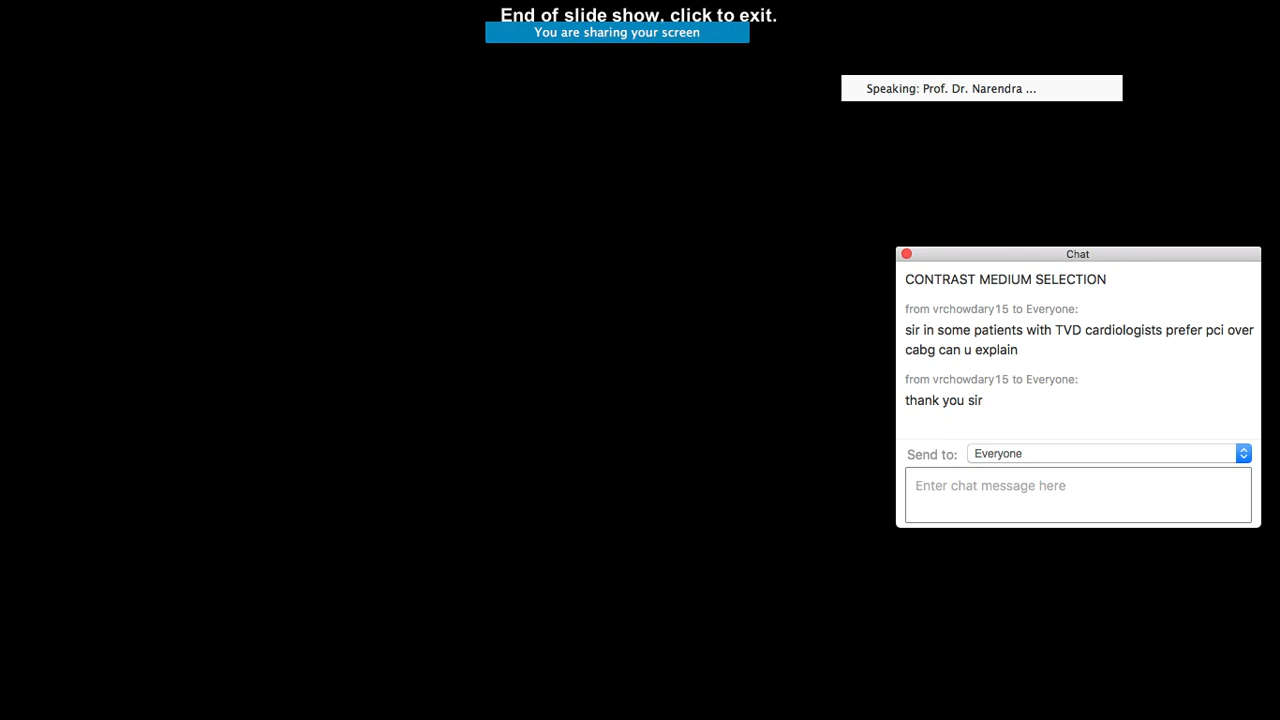 End of slide show, click to exit.
You are sharing your screen
Speaking: Prof. Dr. Narendra ...
Chat
CONTRAST MEDIUM SELECTION
from vrchowdary15 to Everyone:
sir in some patients with TVD cardiologists prefer pci over
cabg can u explain
from vrchowdary15 to Everyone:
thank you sir
Send to: Everyone
Enter chat message here